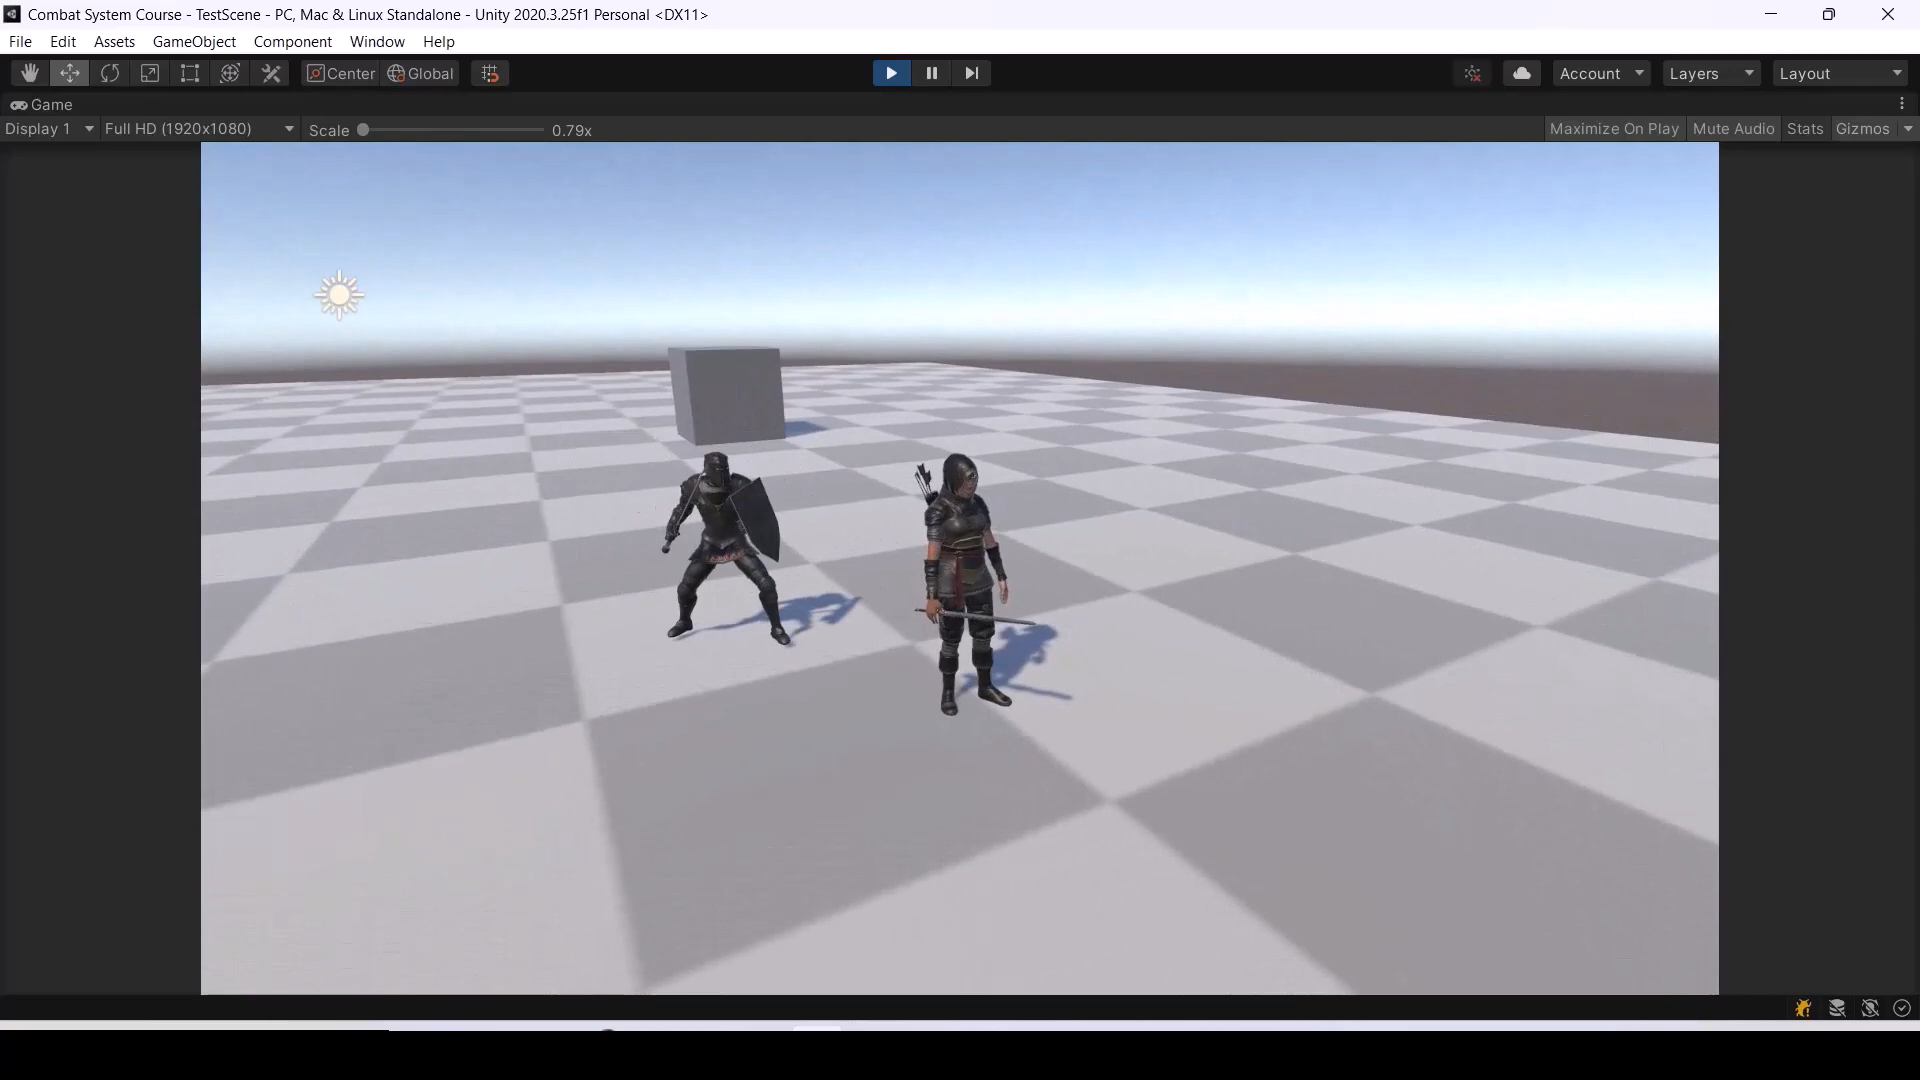 Combat System Course - TestScene - PC, Mac & Linux Standalone - Unity 2020.3.25f1 Personal <DX11>
File Edit Assets GameObject Component Window Help
Center Global Account Layers Layout
Game
Display 1 Full HD (1920x1080) Scale 0.79x Maximize On Play Mute Audio Stats Gizmos